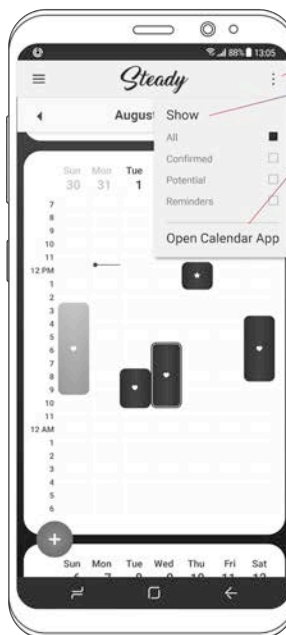 88% 13:05
Steady
August
Show
All
Confirmed
Potential
Reminders
Open Calendar App
Sun Mon Tue
30 31 1
7
8
9
10
11
12 PM
1
2
3
4
5
6
7
8
9
10
11
12 AM
1
2
3
4
5
6
+
Sun Mon Tue Wed Thu Fri Sat